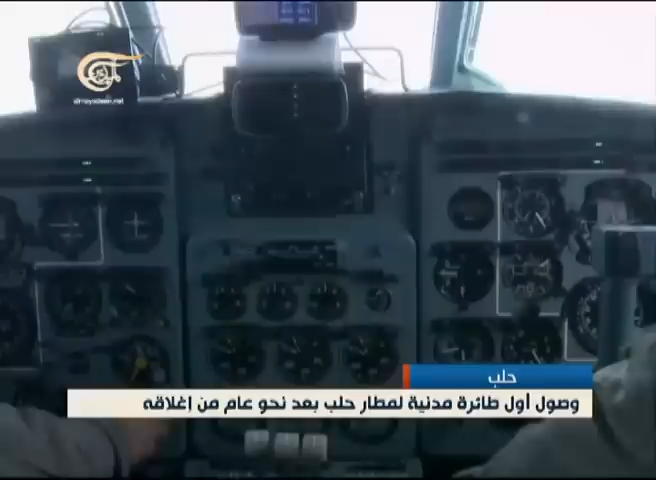 almayadeen.net
حلب
وصول أول طائرة مدنية لمطار حلب بعد نحو عام من إغلاقه